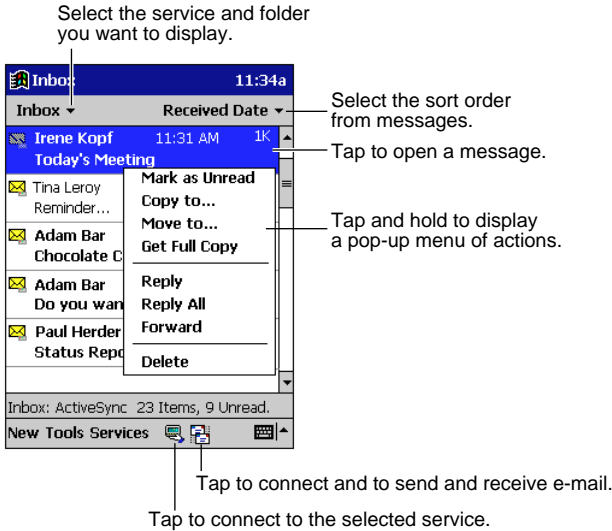 Select the service and folder
you want to display.
Inbox 11:34a
Inbox Received Date
Select the sort order
from messages.
Irene Kopf 11:31 AM 1K
Today's Meeting
Tap to open a message.
Tina Leroy
Reminder...
Adam Bar
Chocolate C
Adam Bar
Do you wan
Paul Herder
Status Repo
Mark as Unread
Copy to...
Move to...
Get Full Copy
Reply
Reply All
Forward
Delete
Tap and hold to display
a pop-up menu of actions.
Inbox: ActiveSync 23 Items, 9 Unread.
New Tools Services
Tap to connect and to send and receive e-mail.
Tap to connect to the selected service.